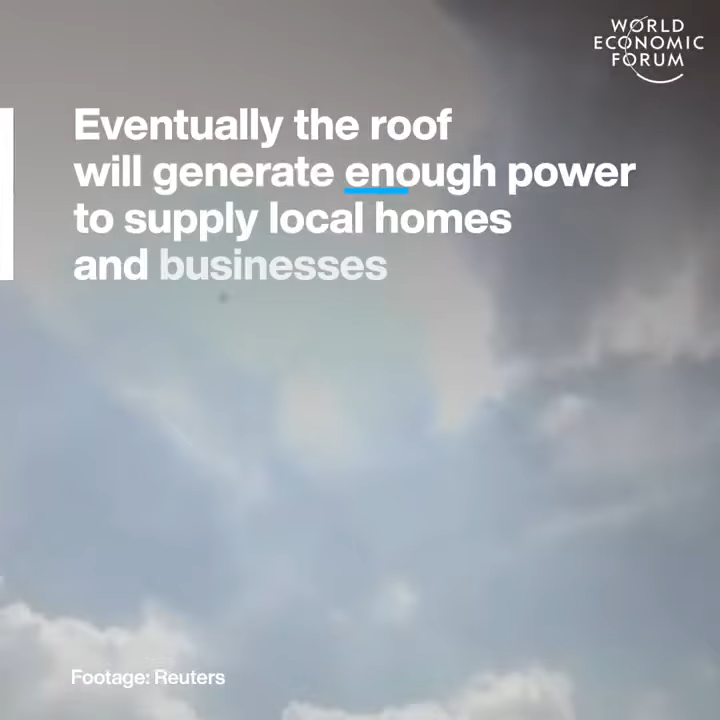 WORLD
ECONOMIC
FORUM
Eventually the roof
will generate enough power
to supply local homes
and businesses
Footage: Reuters